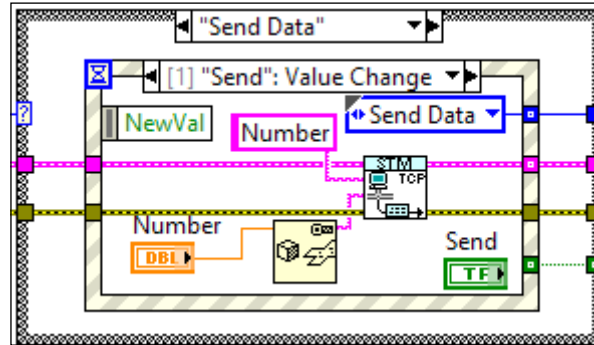 "Send Data"
[1] "Send": Value Change
?
NewVal
Send Data
Number
STM
TCP
Number
DBL
Send
TF